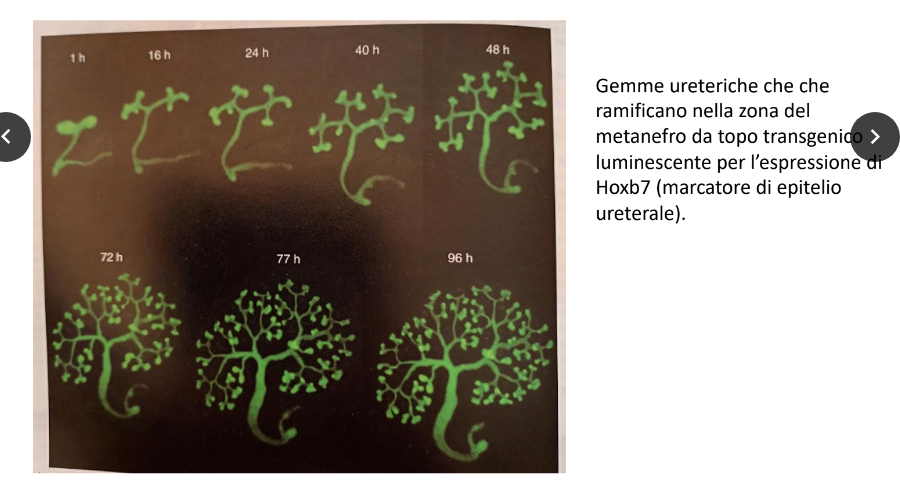 1 h
16 h
24 h
40 h
48 h
72 h
77 h
96 h
Gemme ureteriche che che
ramificano nella zona del
metanefro da topo transgenico
luminescente per l’espressione di
Hoxb7 (marcatore di epitelio
ureterale).